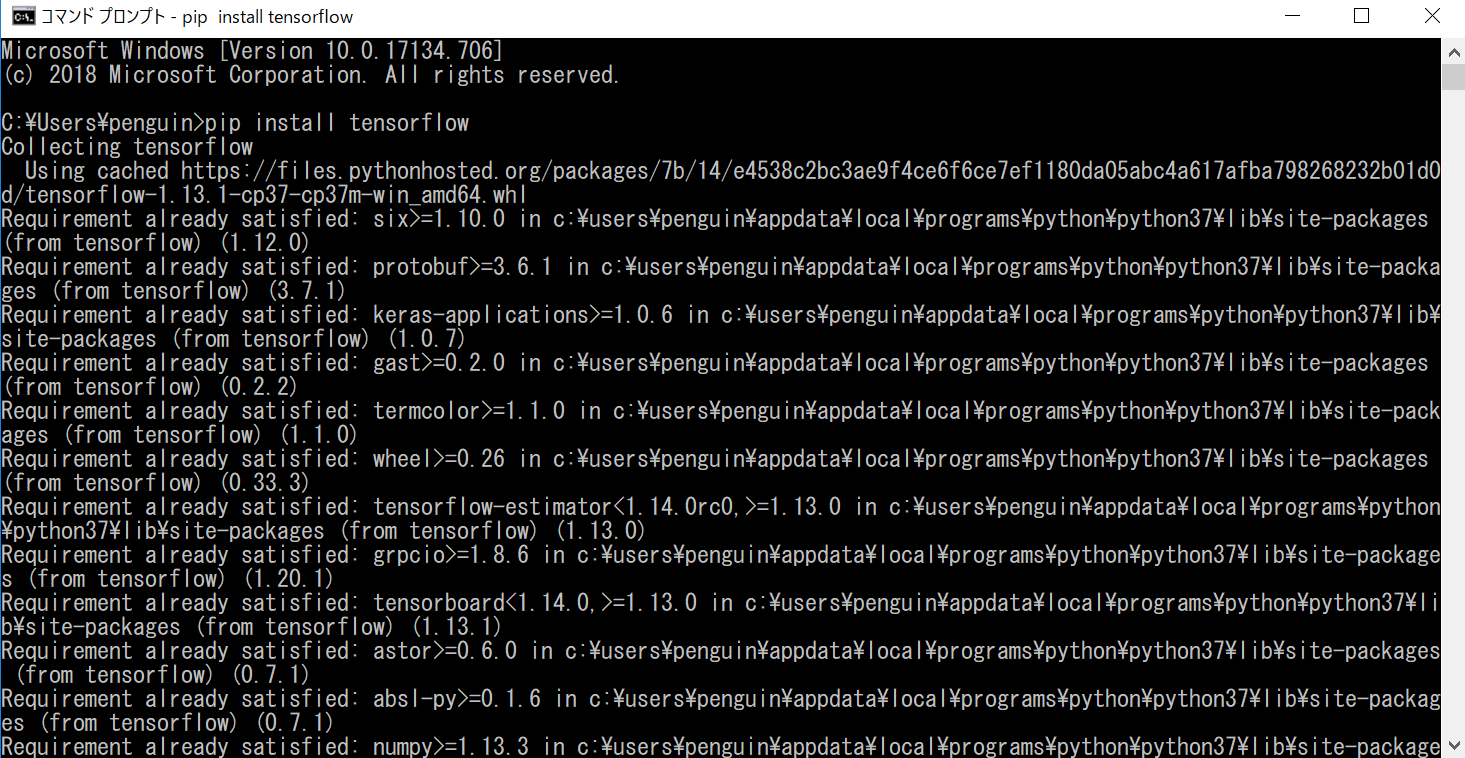 コマンド プロンプト - pip  install tensorflow
Microsoft Windows [Version 10.0.17134.706]
(c) 2018 Microsoft Corporation. All rights reserved.
C:¥Users¥penguin>pip install tensorflow
Collecting tensorflow
  Using cached https://files.pythonhosted.org/packages/7b/14/e4538c2bc3ae9f4ce6f6ce7ef1180da05abc4a617afba798268232b01d0
d/tensorflow-1.13.1-cp37-cp37m-win_amd64.whl
Requirement already satisfied: six>=1.10.0 in c:¥users¥penguin¥appdata¥local¥programs¥python¥python37¥lib¥site-packages
(from tensorflow) (1.12.0)
Requirement already satisfied: protobuf>=3.6.1 in c:¥users¥penguin¥appdata¥local¥programs¥python¥python37¥lib¥site-packa
ges (from tensorflow) (3.7.1)
Requirement already satisfied: keras-applications>=1.0.6 in c:¥users¥penguin¥appdata¥local¥programs¥python¥python37¥lib¥
site-packages (from tensorflow) (1.0.7)
Requirement already satisfied: gast>=0.2.0 in c:¥users¥penguin¥appdata¥local¥programs¥python¥python37¥lib¥site-packages
(from tensorflow) (0.2.2)
Requirement already satisfied: termcolor>=1.1.0 in c:¥users¥penguin¥appdata¥local¥programs¥python¥python37¥lib¥site-pack
ages (from tensorflow) (1.1.0)
Requirement already satisfied: wheel>=0.26 in c:¥users¥penguin¥appdata¥local¥programs¥python¥python37¥lib¥site-packages
(from tensorflow) (0.33.3)
Requirement already satisfied: tensorflow-estimator<1.14.0rc0,>=1.13.0 in c:¥users¥penguin¥appdata¥local¥programs¥python
¥python37¥lib¥site-packages (from tensorflow) (1.13.0)
Requirement already satisfied: grpcio>=1.8.6 in c:¥users¥penguin¥appdata¥local¥programs¥python¥python37¥lib¥site-package
s (from tensorflow) (1.20.1)
Requirement already satisfied: tensorboard<1.14.0,>=1.13.0 in c:¥users¥penguin¥appdata¥local¥programs¥python¥python37¥li
b¥site-packages (from tensorflow) (1.13.1)
Requirement already satisfied: astor>=0.6.0 in c:¥users¥penguin¥appdata¥local¥programs¥python¥python37¥lib¥site-packages
 (from tensorflow) (0.7.1)
Requirement already satisfied: absl-py>=0.1.6 in c:¥users¥penguin¥appdata¥local¥programs¥python¥python37¥lib¥site-packag
es (from tensorflow) (0.7.1)
Requirement already satisfied: numpy>=1.13.3 in c:¥users¥penguin¥appdata¥local¥programs¥python¥python37¥lib¥site-package